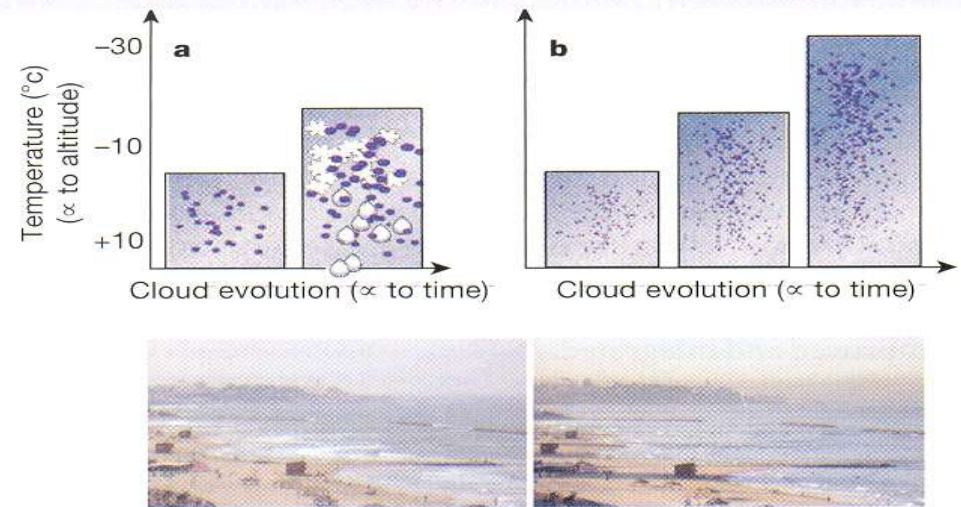 a
b
Temperature (°c)
(∝ to altitude)
−30
−10
+10
Cloud evolution (∝ to time)
Cloud evolution (∝ to time)